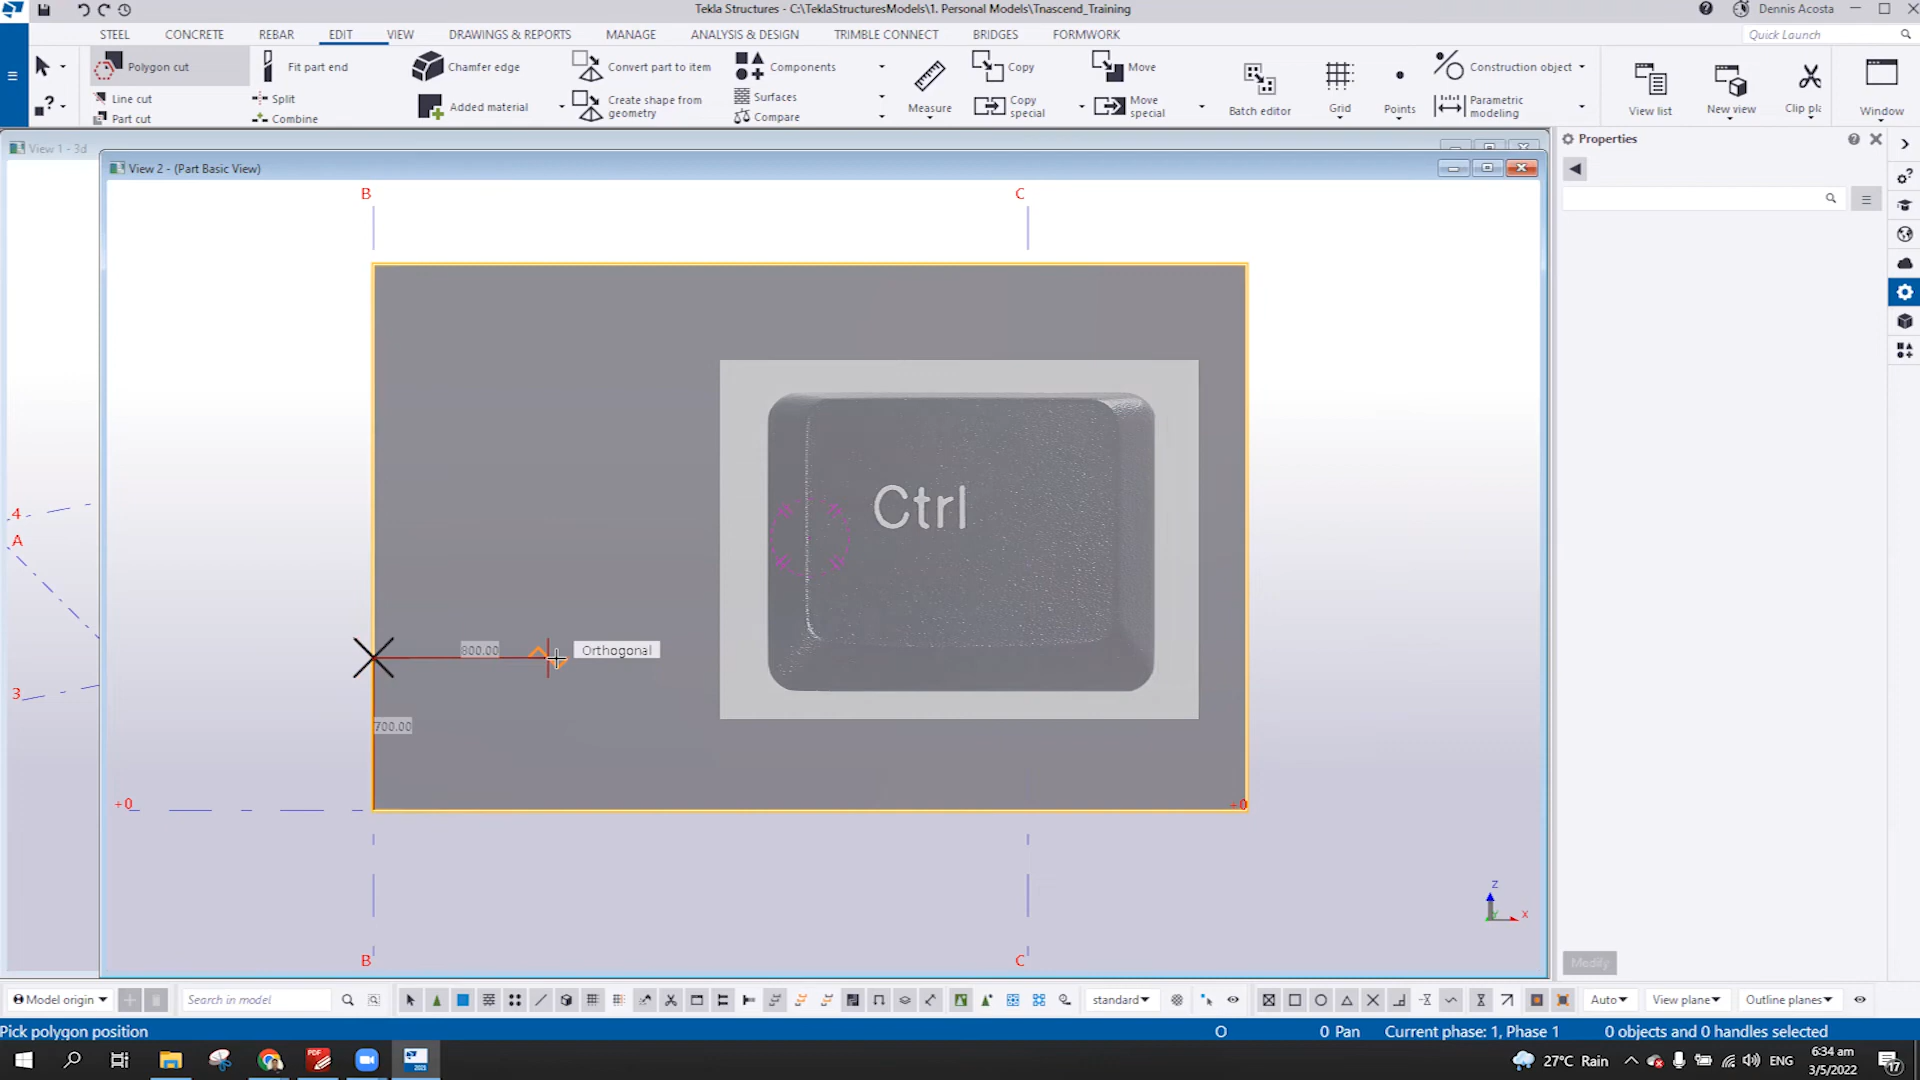 Tekla Structures - C:\TeklaStructuresModels\1. Personal Models\Tnascend_Training
Dennis Acosta
STEEL CONCRETE REBAR EDIT VIEW DRAWINGS & REPORTS MANAGE ANALYSIS & DESIGN TRIMBLE CONNECT BRIDGES FORMWORK
Quick Launch
Polygon cut
Line cut
Part cut
Fit part end
Split
Combine
Chamfer edge
Added material
Convert part to item
Create shape from geometry
Components
Surfaces
Compare
Measure
Copy
Copy special
Move
Move special
Batch editor
Grid
Points
Construction object
Parametric modeling
View list
New view
Clip pla
Window
View 1 - 3d
View 2 - (Part Basic View)
Properties
B
C
Ctrl
4
A
3
800.00
Orthogonal
700.00
+0
+0
Z
X
B
C
Modify
Model origin
Search in model
standard
Auto
View plane
Outline planes
Pick polygon position
O
0 Pan
Current phase: 1, Phase 1
0 objects and 0 handles selected
PDF
27°C Rain
ENG
6:34 am
3/5/2022
17